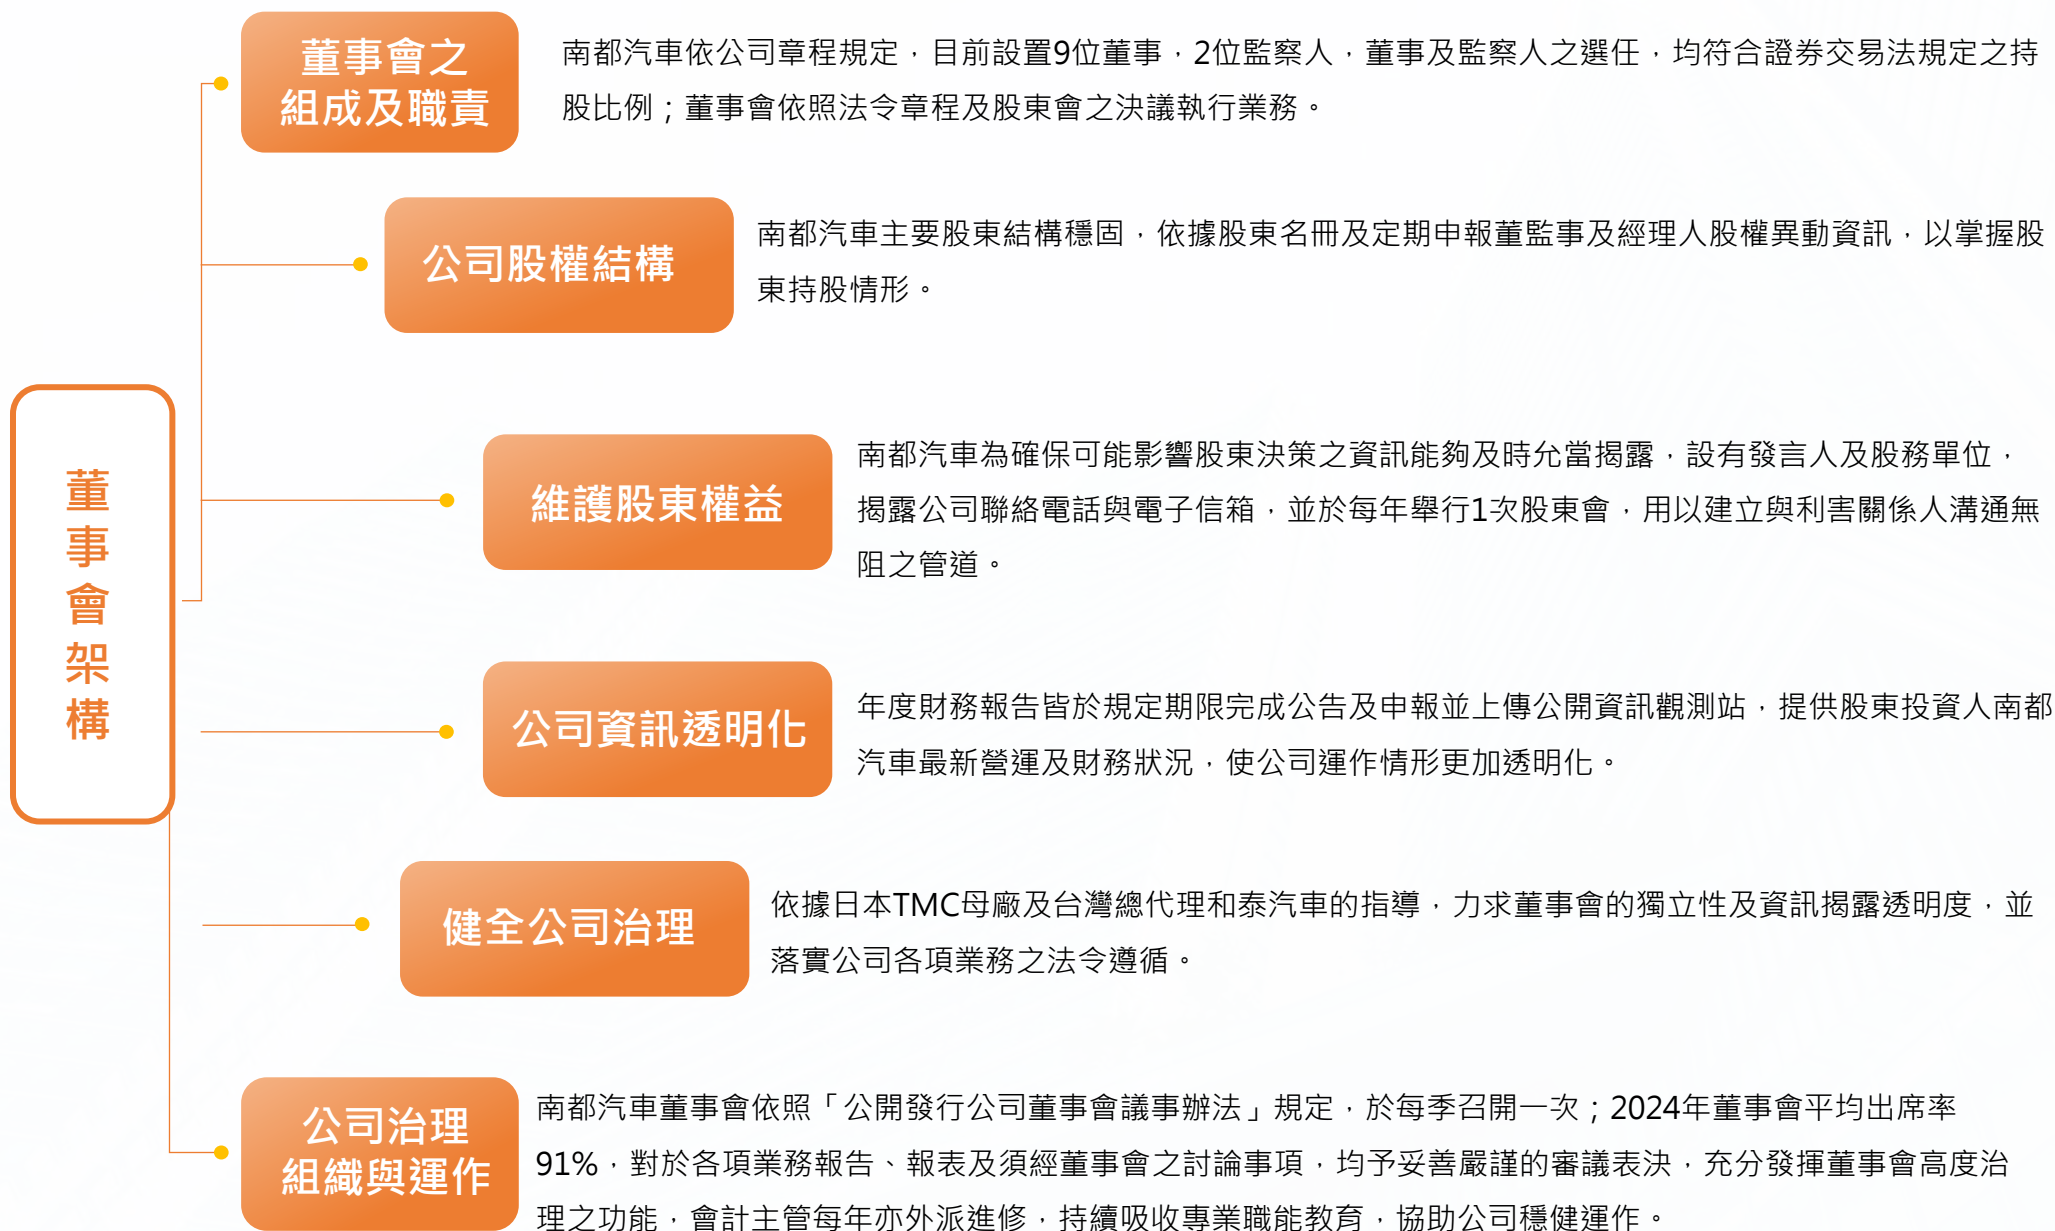 董事會架構
董事會之
組成及職責
南都汽車依公司章程規定，目前設置9位董事，2位監察人，董事及監察人之選任，均符合證券交易法規定之持
股比例；董事會依照法令章程及股東會之決議執行業務。
公司股權結構
南都汽車主要股東結構穩固，依據股東名冊及定期申報董監事及經理人股權異動資訊，以掌握股
東持股情形。
維護股東權益
南都汽車為確保可能影響股東決策之資訊能夠及時允當揭露，設有發言人及股務單位，
揭露公司聯絡電話與電子信箱，並於每年舉行1次股東會，用以建立與利害關係人溝通無
阻之管道。
公司資訊透明化
年度財務報告皆於規定期限完成公告及申報並上傳公開資訊觀測站，提供股東投資人南都
汽車最新營運及財務狀況，使公司運作情形更加透明化。
健全公司治理
依據日本TMC母廠及台灣總代理和泰汽車的指導，力求董事會的獨立性及資訊揭露透明度，並
落實公司各項業務之法令遵循。
公司治理
組織與運作
南都汽車董事會依照「公開發行公司董事會議事辦法」規定，於每季召開一次；2024年董事會平均出席率
91%，對於各項業務報告、報表及須經董事會之討論事項，均予妥善嚴謹的審議表決，充分發揮董事會高度治
理之功能，會計主管每年亦外派進修，持續吸收專業職能教育，協助公司穩健運作。